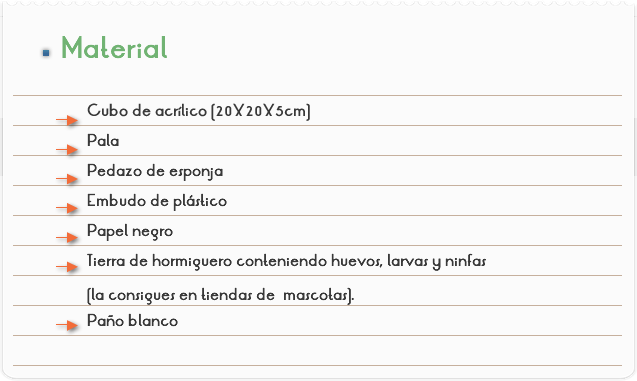 Material
Cubo de acrílico (20X20X5cm)
Pala
Pedazo de esponja
Embudo de plástico
Papel negro
Tierra de hormiguero conteniendo huevos, larvas y ninfas
(la consigues en tiendas de mascotas).
Paño blanco